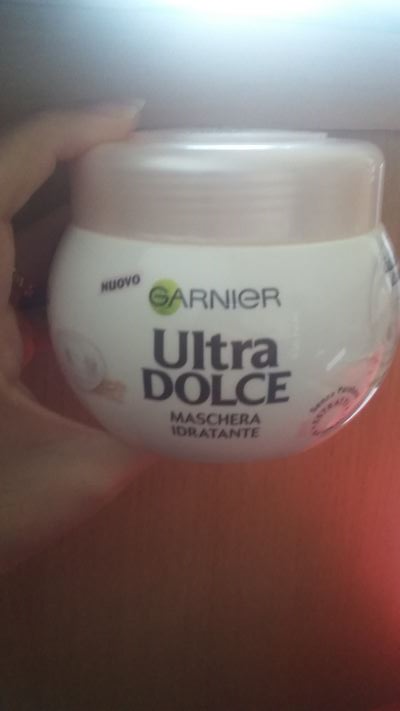 NUOVO
GARNIER
Ultra
DOLCE
MASCHERA
IDRATANTE